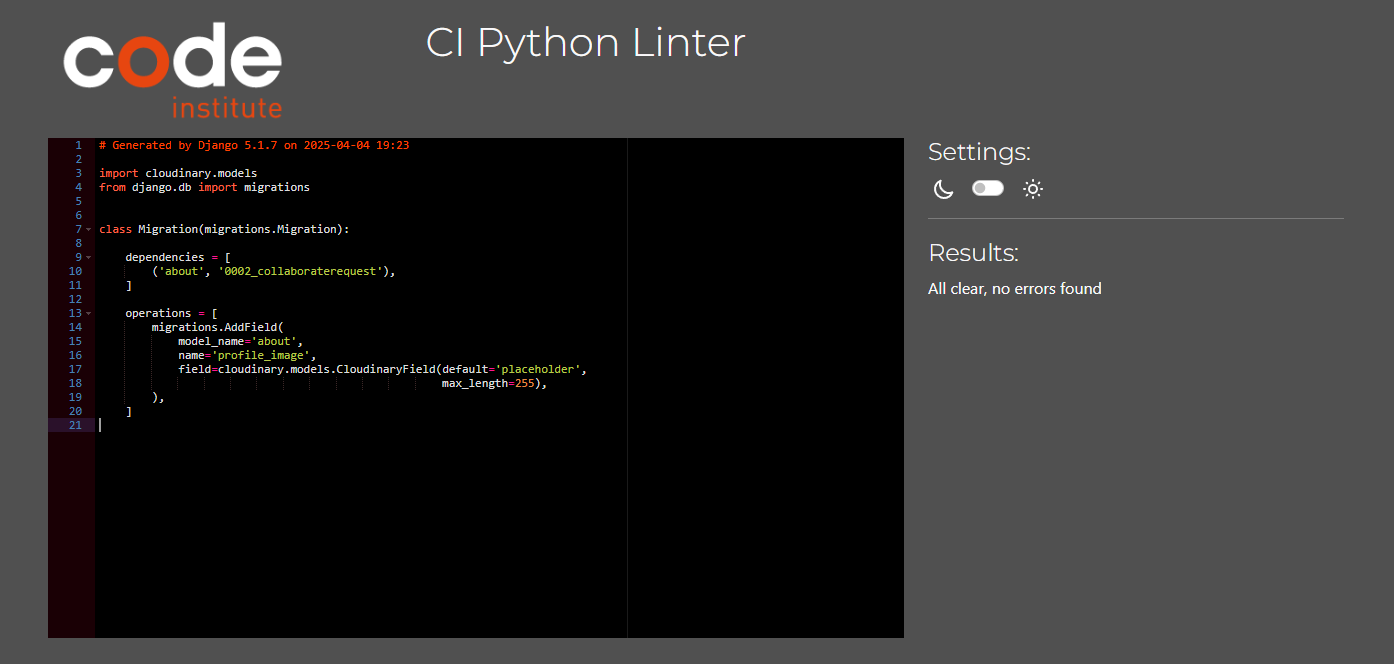 code
institute
CI Python Linter
1 # Generated by Django 5.1.7 on 2025-04-04 19:23
2
3 import cloudinary.models
4 from django.db import migrations
5
6
7 class Migration(migrations.Migration):
8
9     dependencies = [
10         ('about', '0002_collaboraterequest'),
11     ]
12
13     operations = [
14         migrations.AddField(
15             model_name='about',
16             name='profile_image',
17             field=cloudinary.models.CloudinaryField(default='placeholder',
18                                                     max_length=255),
19         ),
20     ]
21
Settings:
Results:
All clear, no errors found